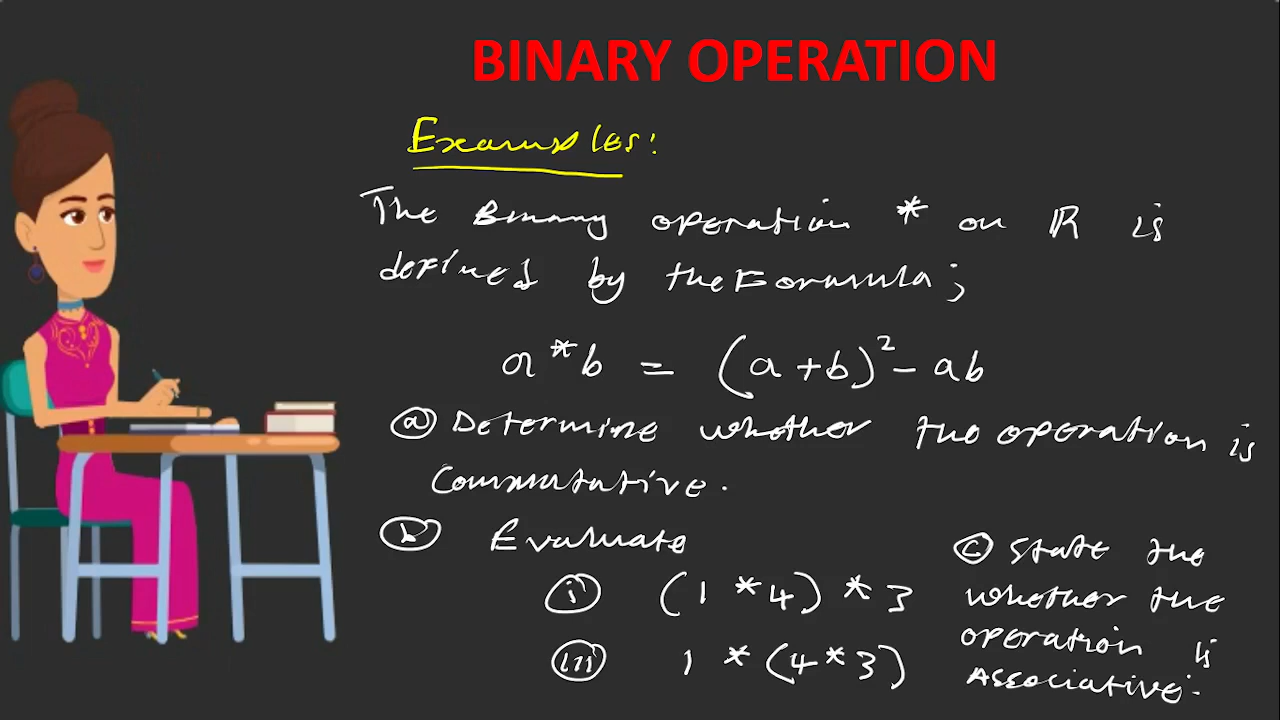 BINARY OPERATION
Examples:
The Binary operation * on ℝ is
defined by the Formula;
a * b = (a + b)² - ab
ⓐ Determine whether the operation is
Commutative.
ⓑ Evaluate
ⓘ (1 * 4) * 3
(iii) 1 * (4 * 3)
ⓒ State the
whether the
operation is
Associative.